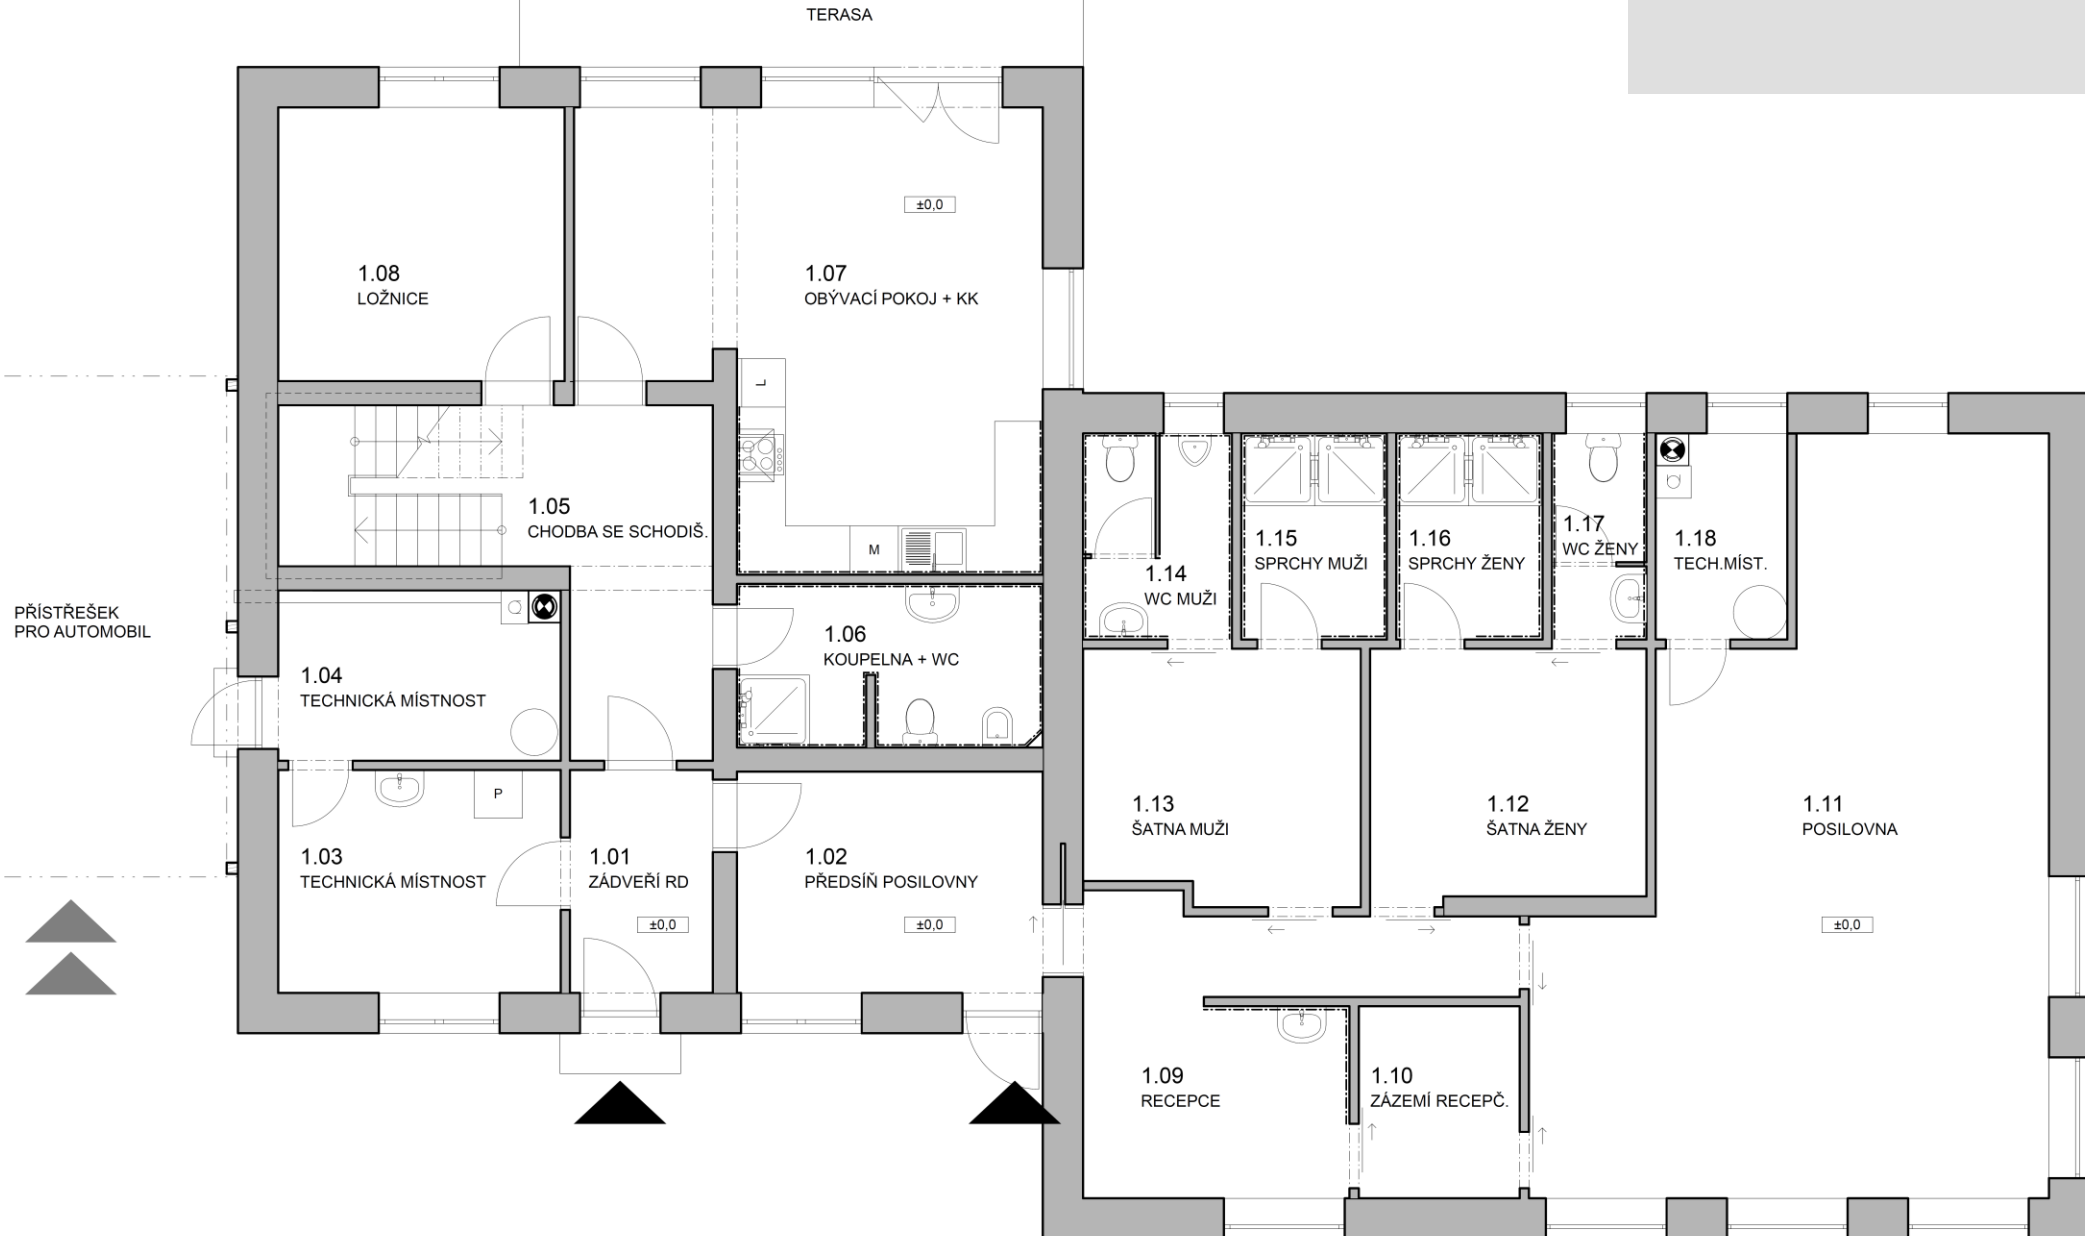 TERASA
±0,0
1.08
LOŽNICE
1.07
OBÝVACÍ POKOJ + KK
L
1.05
CHODBA SE SCHODIŠ.
M
1.15
SPRCHY MUŽI
1.16
SPRCHY ŽENY
1.17
WC ŽENY
1.18
TECH.MÍST.
1.14
WC MUŽI
PŘÍSTŘEŠEK
PRO AUTOMOBIL
1.06
KOUPELNA + WC
1.04
TECHNICKÁ MÍSTNOST
P
1.13
ŠATNA MUŽI
1.12
ŠATNA ŽENY
1.11
POSILOVNA
1.03
TECHNICKÁ MÍSTNOST
1.01
ZÁDVEŘÍ RD
1.02
PŘEDSÍŇ POSILOVNY
±0,0
±0,0
±0,0
1.09
RECEPCE
1.10
ZÁZEMÍ RECEPČ.